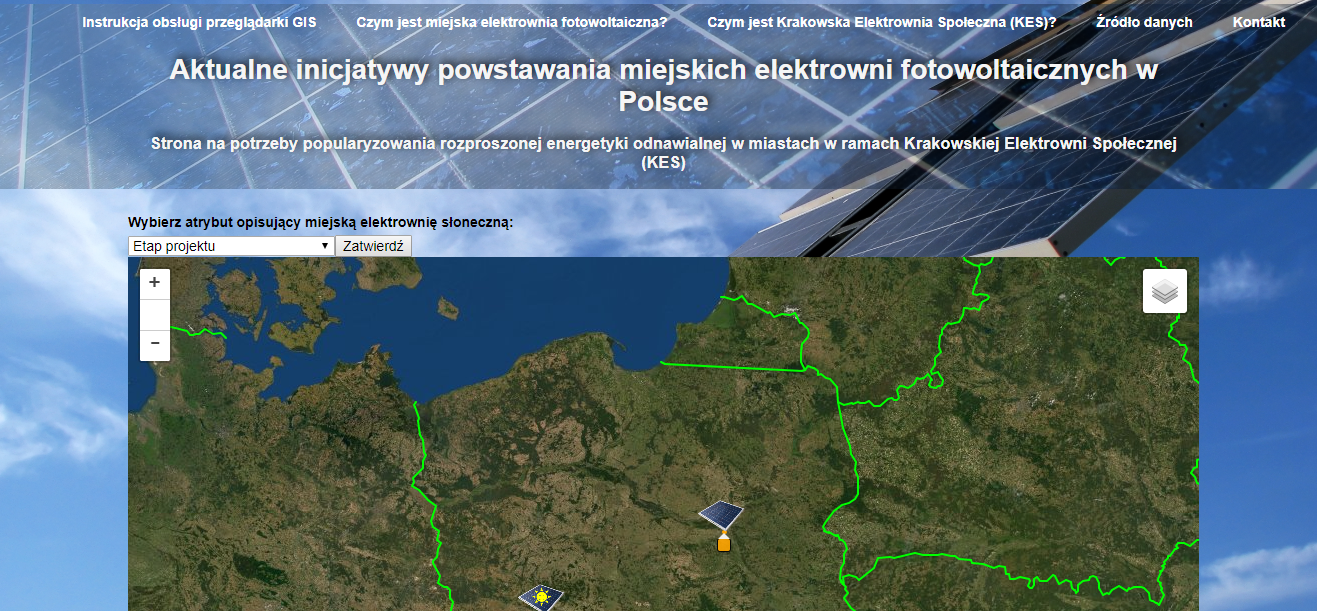 Instrukcja obsługi przeglądarki GIS Czym jest miejska elektrownia fotowoltaiczna? Czym jest Krakowska Elektrownia Społeczna (KES)? Źródło danych Kontakt
Aktualne inicjatywy powstawania miejskich elektrowni fotowoltaicznych w
Polsce
Strona na potrzeby popularyzowania rozproszonej energetyki odnawialnej w miastach w ramach Krakowskiej Elektrowni Społecznej
(KES)
Wybierz atrybut opisujący miejską elektrownię słoneczną:
Etap projektu Zatwierdź
+
−